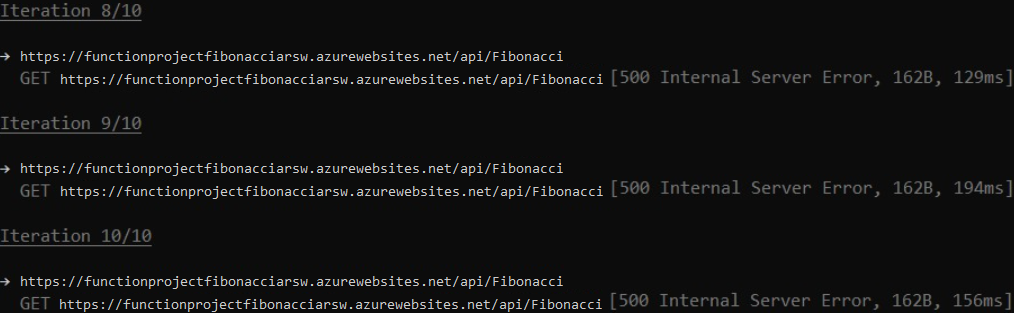 Iteration 8/10
→ https://functionprojectfibonacciarsw.azurewebsites.net/api/Fibonacci
GET https://functionprojectfibonacciarsw.azurewebsites.net/api/Fibonacci [500 Internal Server Error, 162B, 129ms]
Iteration 9/10
→ https://functionprojectfibonacciarsw.azurewebsites.net/api/Fibonacci
GET https://functionprojectfibonacciarsw.azurewebsites.net/api/Fibonacci [500 Internal Server Error, 162B, 194ms]
Iteration 10/10
→ https://functionprojectfibonacciarsw.azurewebsites.net/api/Fibonacci
GET https://functionprojectfibonacciarsw.azurewebsites.net/api/Fibonacci [500 Internal Server Error, 162B, 156ms]